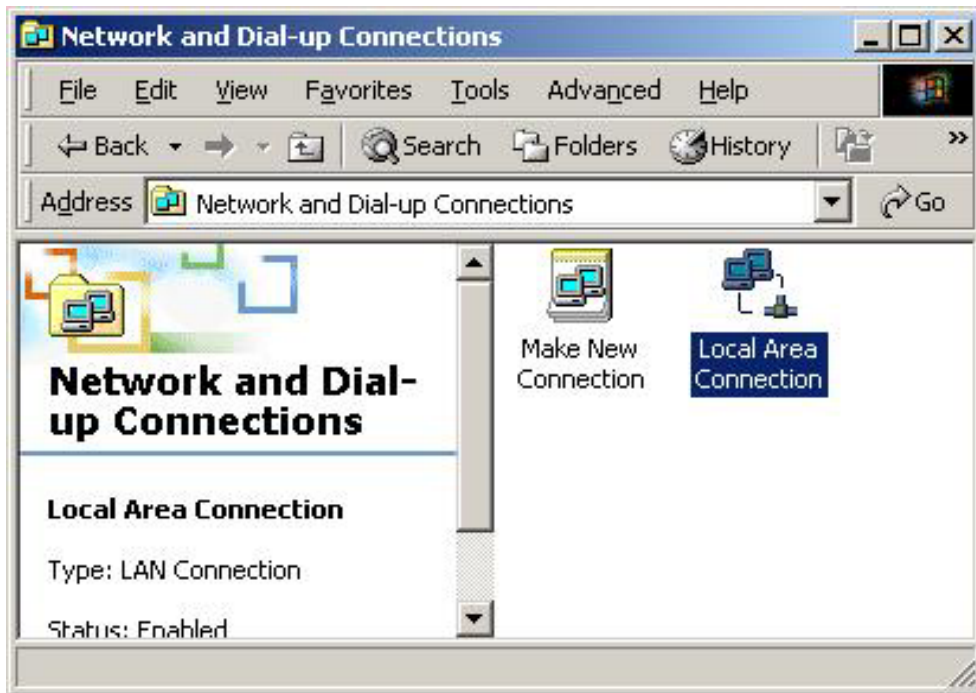 Network and Dial-up Connections
File Edit View Favorites Tools Advanced Help
Back Search Folders History »
Address Network and Dial-up Connections Go
Make New Connection
Local Area Connection
Network and Dial-
up Connections
Local Area Connection
Type: LAN Connection
Status: Enabled